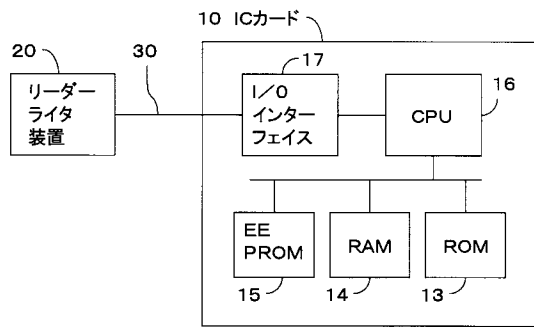 10 ICカード
20
リーダー
ライタ
装置
30
17
I/O
インター
フェイス
16
CPU
EE
PROM
15
RAM
14
ROM
13